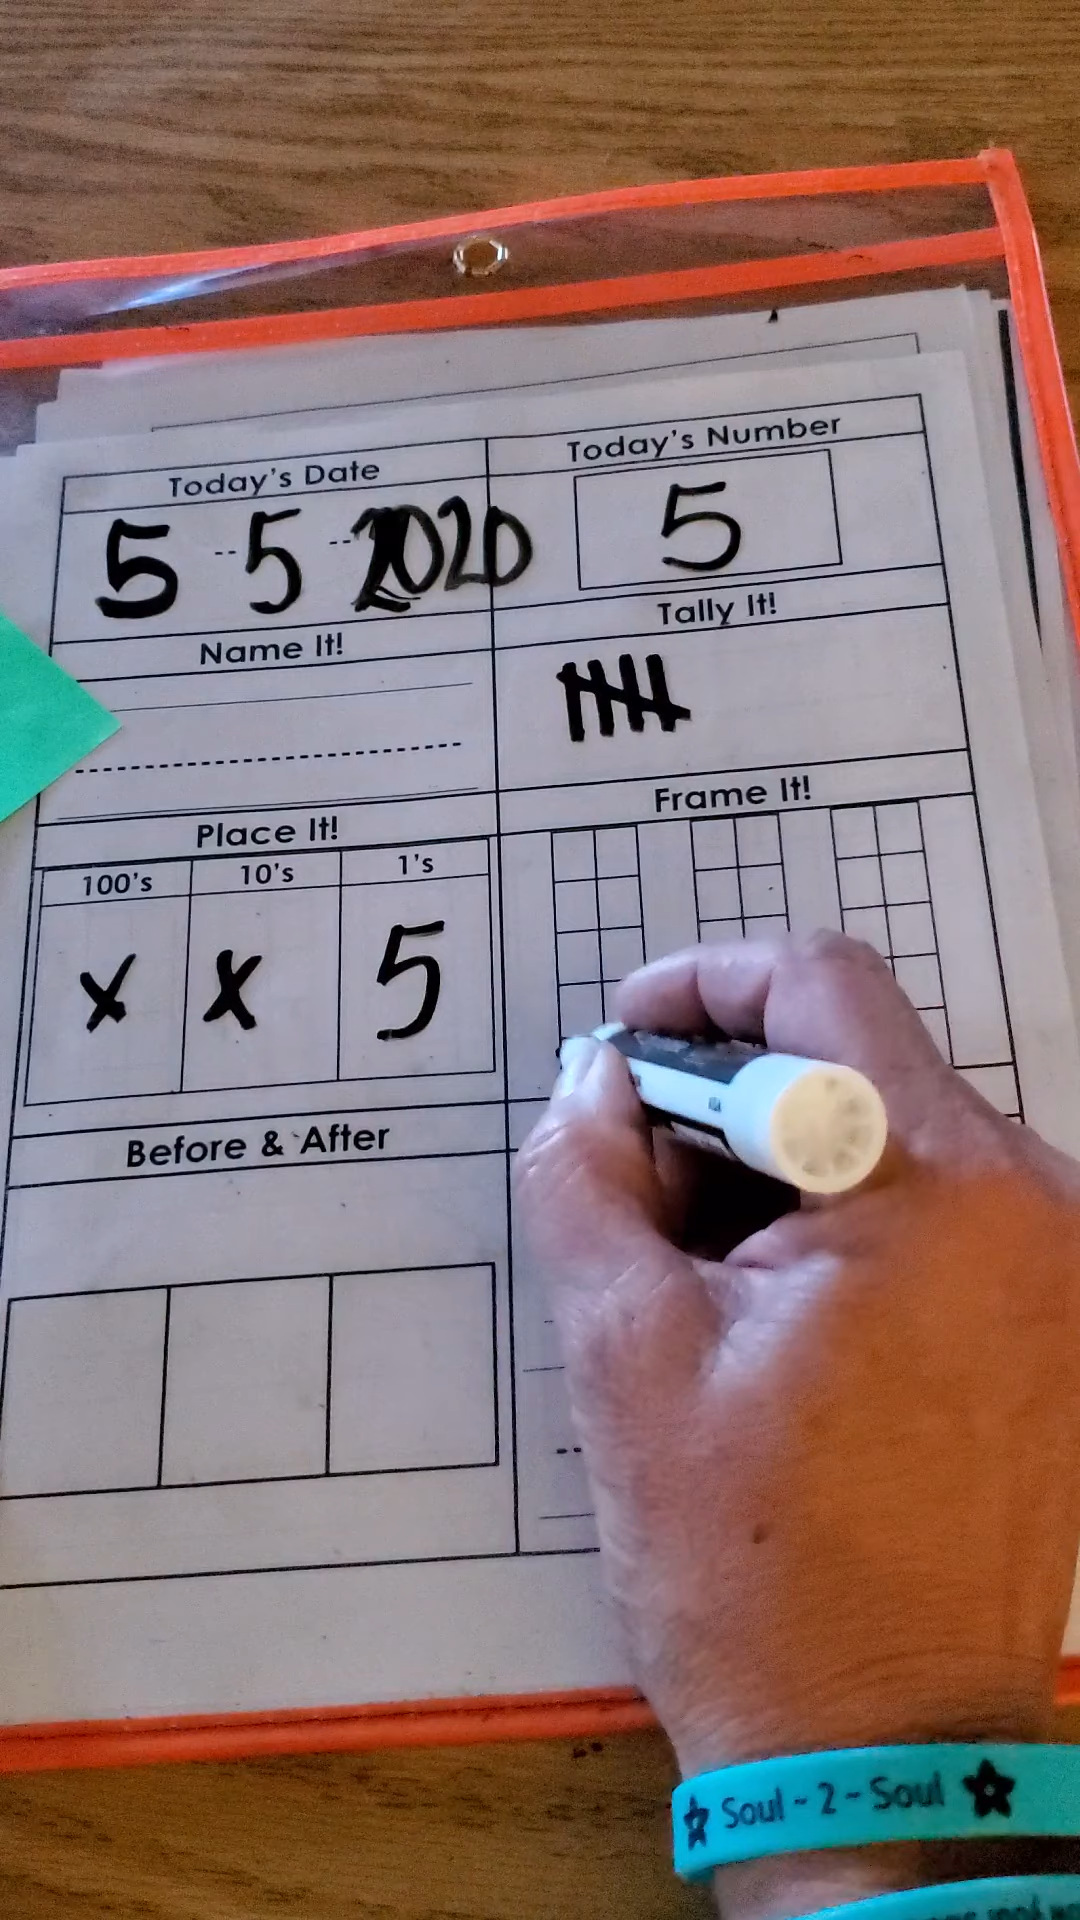 Today's Date
Today's Number
5 -- 5 -- 2020
5
Name It!
Tally It!
Place It!
Frame It!
100's 10's 1's
x x 5
Before & After
Soul - 2 - Soul